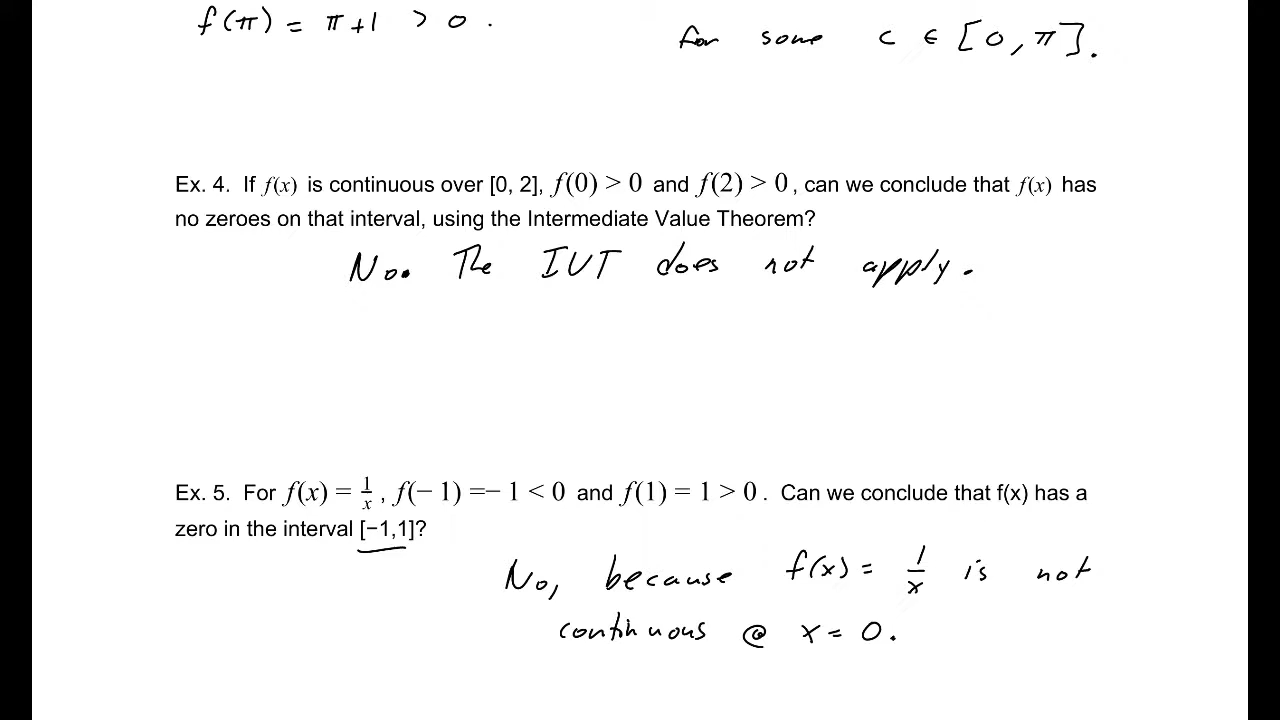 f(π) = π+1 > 0 .
for some c ∈ [0, π].
Ex. 4. If f(x) is continuous over [0, 2], f(0) > 0 and f(2) > 0, can we conclude that f(x) has
no zeroes on that interval, using the Intermediate Value Theorem?
No. The IVT does not apply.
Ex. 5. For f(x) = 1/x, f(− 1) =− 1 < 0 and f(1) = 1 > 0. Can we conclude that f(x) has a
zero in the interval [−1,1]?
No, because f(x) = 1/x is not
continuous @ x = 0.